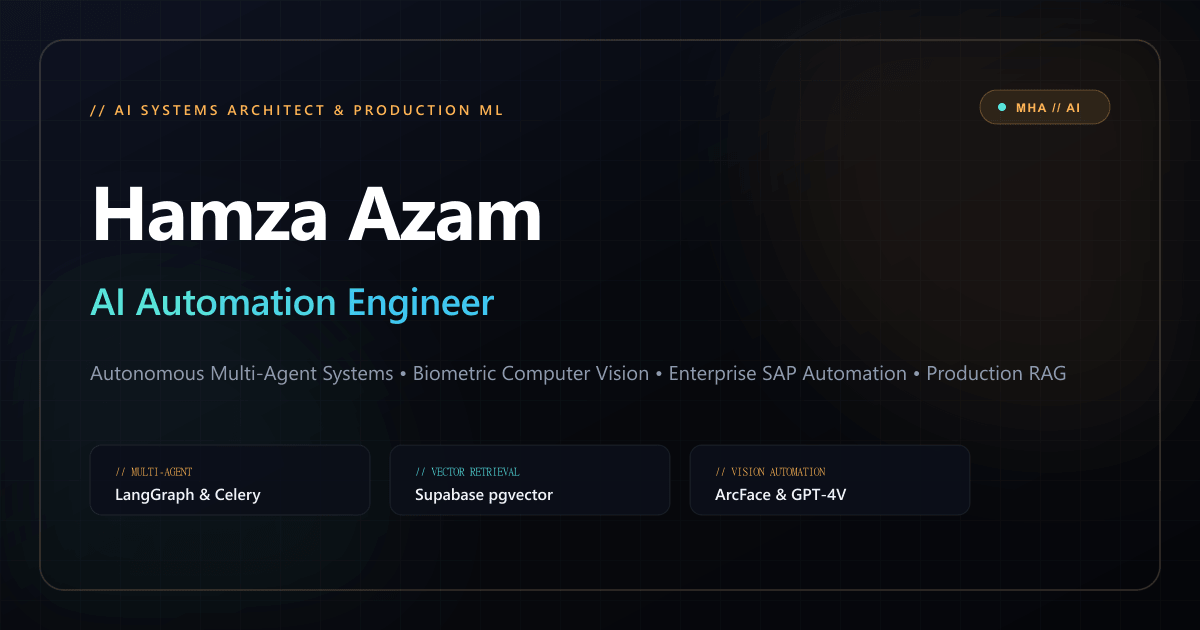 // AI SYSTEMS ARCHITECT & PRODUCTION ML
MHA // AI
Hamza Azam
AI Automation Engineer
Autonomous Multi-Agent Systems • Biometric Computer Vision • Enterprise SAP Automation • Production RAG
// MULTI-AGENT
LangGraph & Celery
// VECTOR RETRIEVAL
Supabase pgvector
// VISION AUTOMATION
ArcFace & GPT-4V